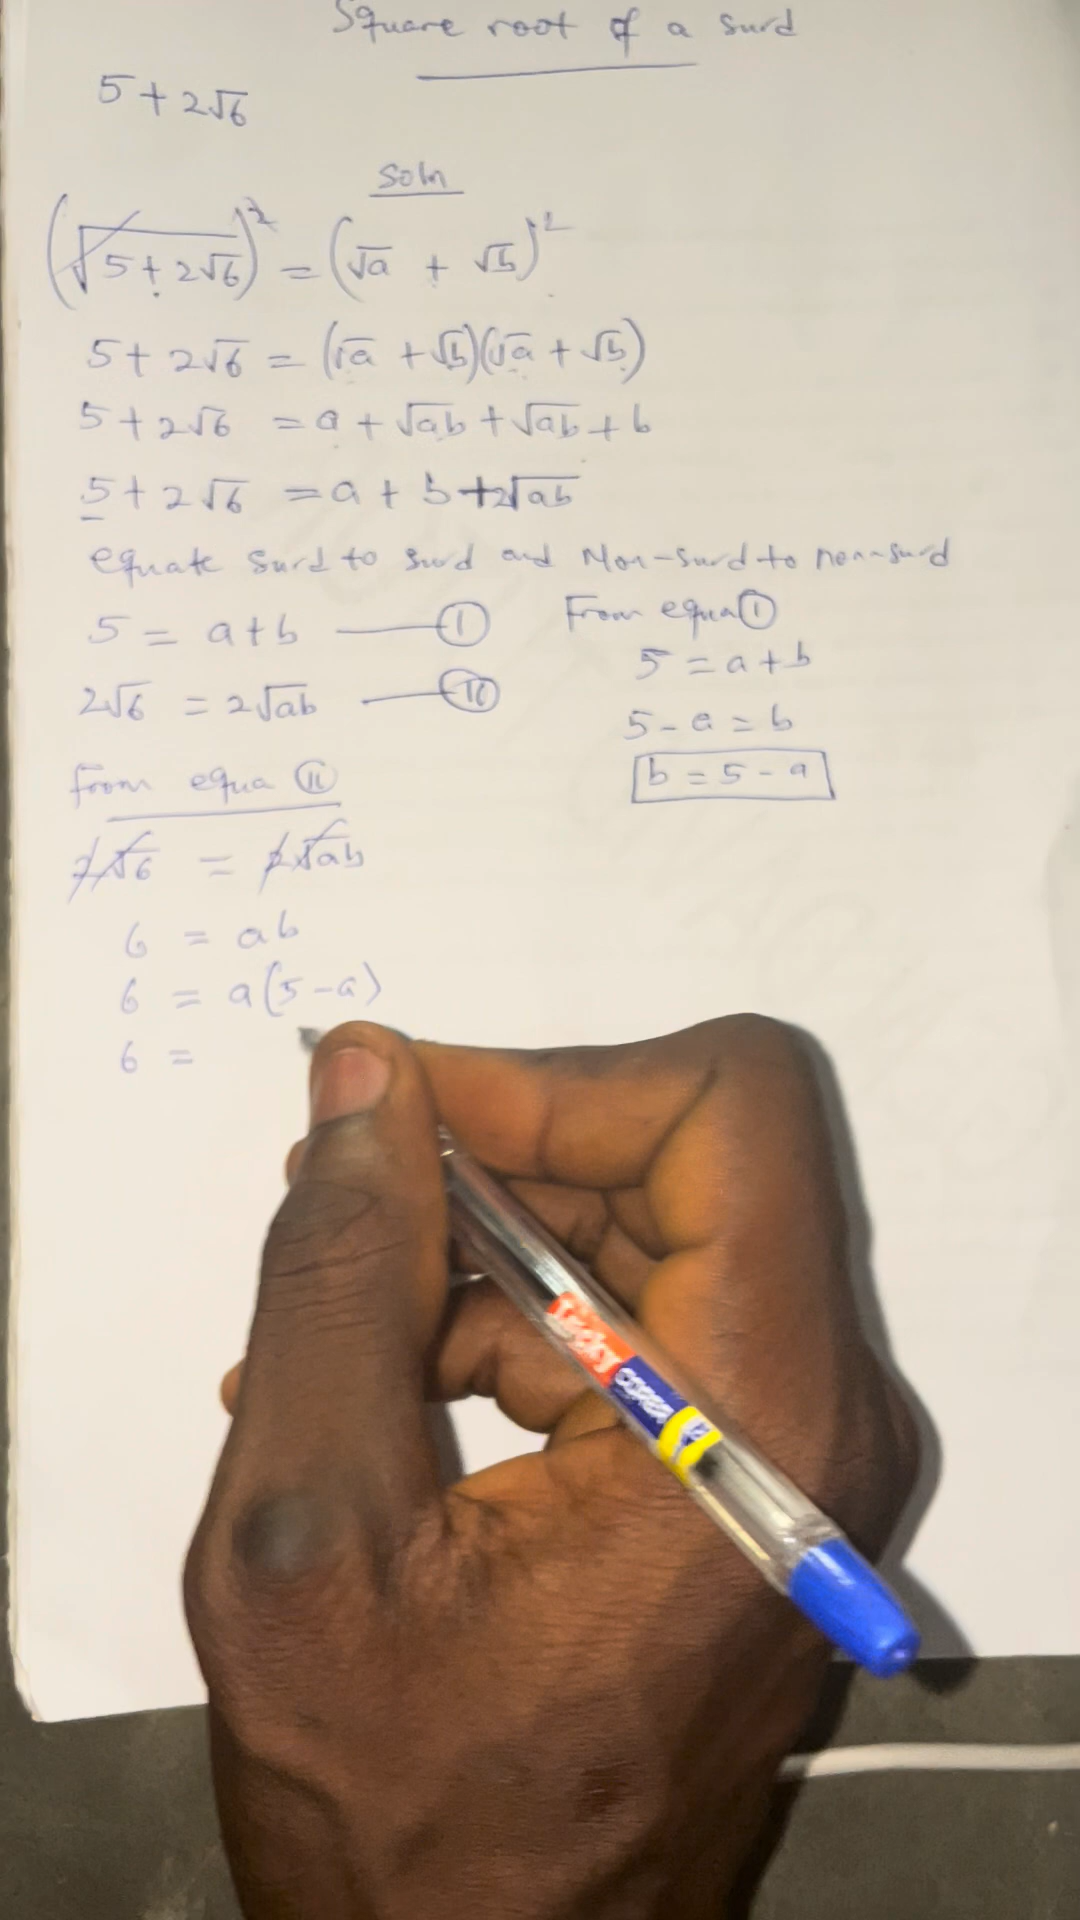 Square root of a surd
5 + 2√6
soln
(√(5 + 2√6))² = (√a + √b)²
5 + 2√6 = (√a + √b)(√a + √b)
5 + 2√6 = a + √ab + √ab + b
5 + 2√6 = a + b + 2√ab
equate surd to surd and Non-surd to non-surd
5 = a + b — (I)
2√6 = 2√ab — (II)
From equa (I)
5 = a + b
5 - a = b
b = 5 - a
from equa (II)
2√6 = 2√ab
6 = ab
6 = a(5 - a)
6 =
Lucky